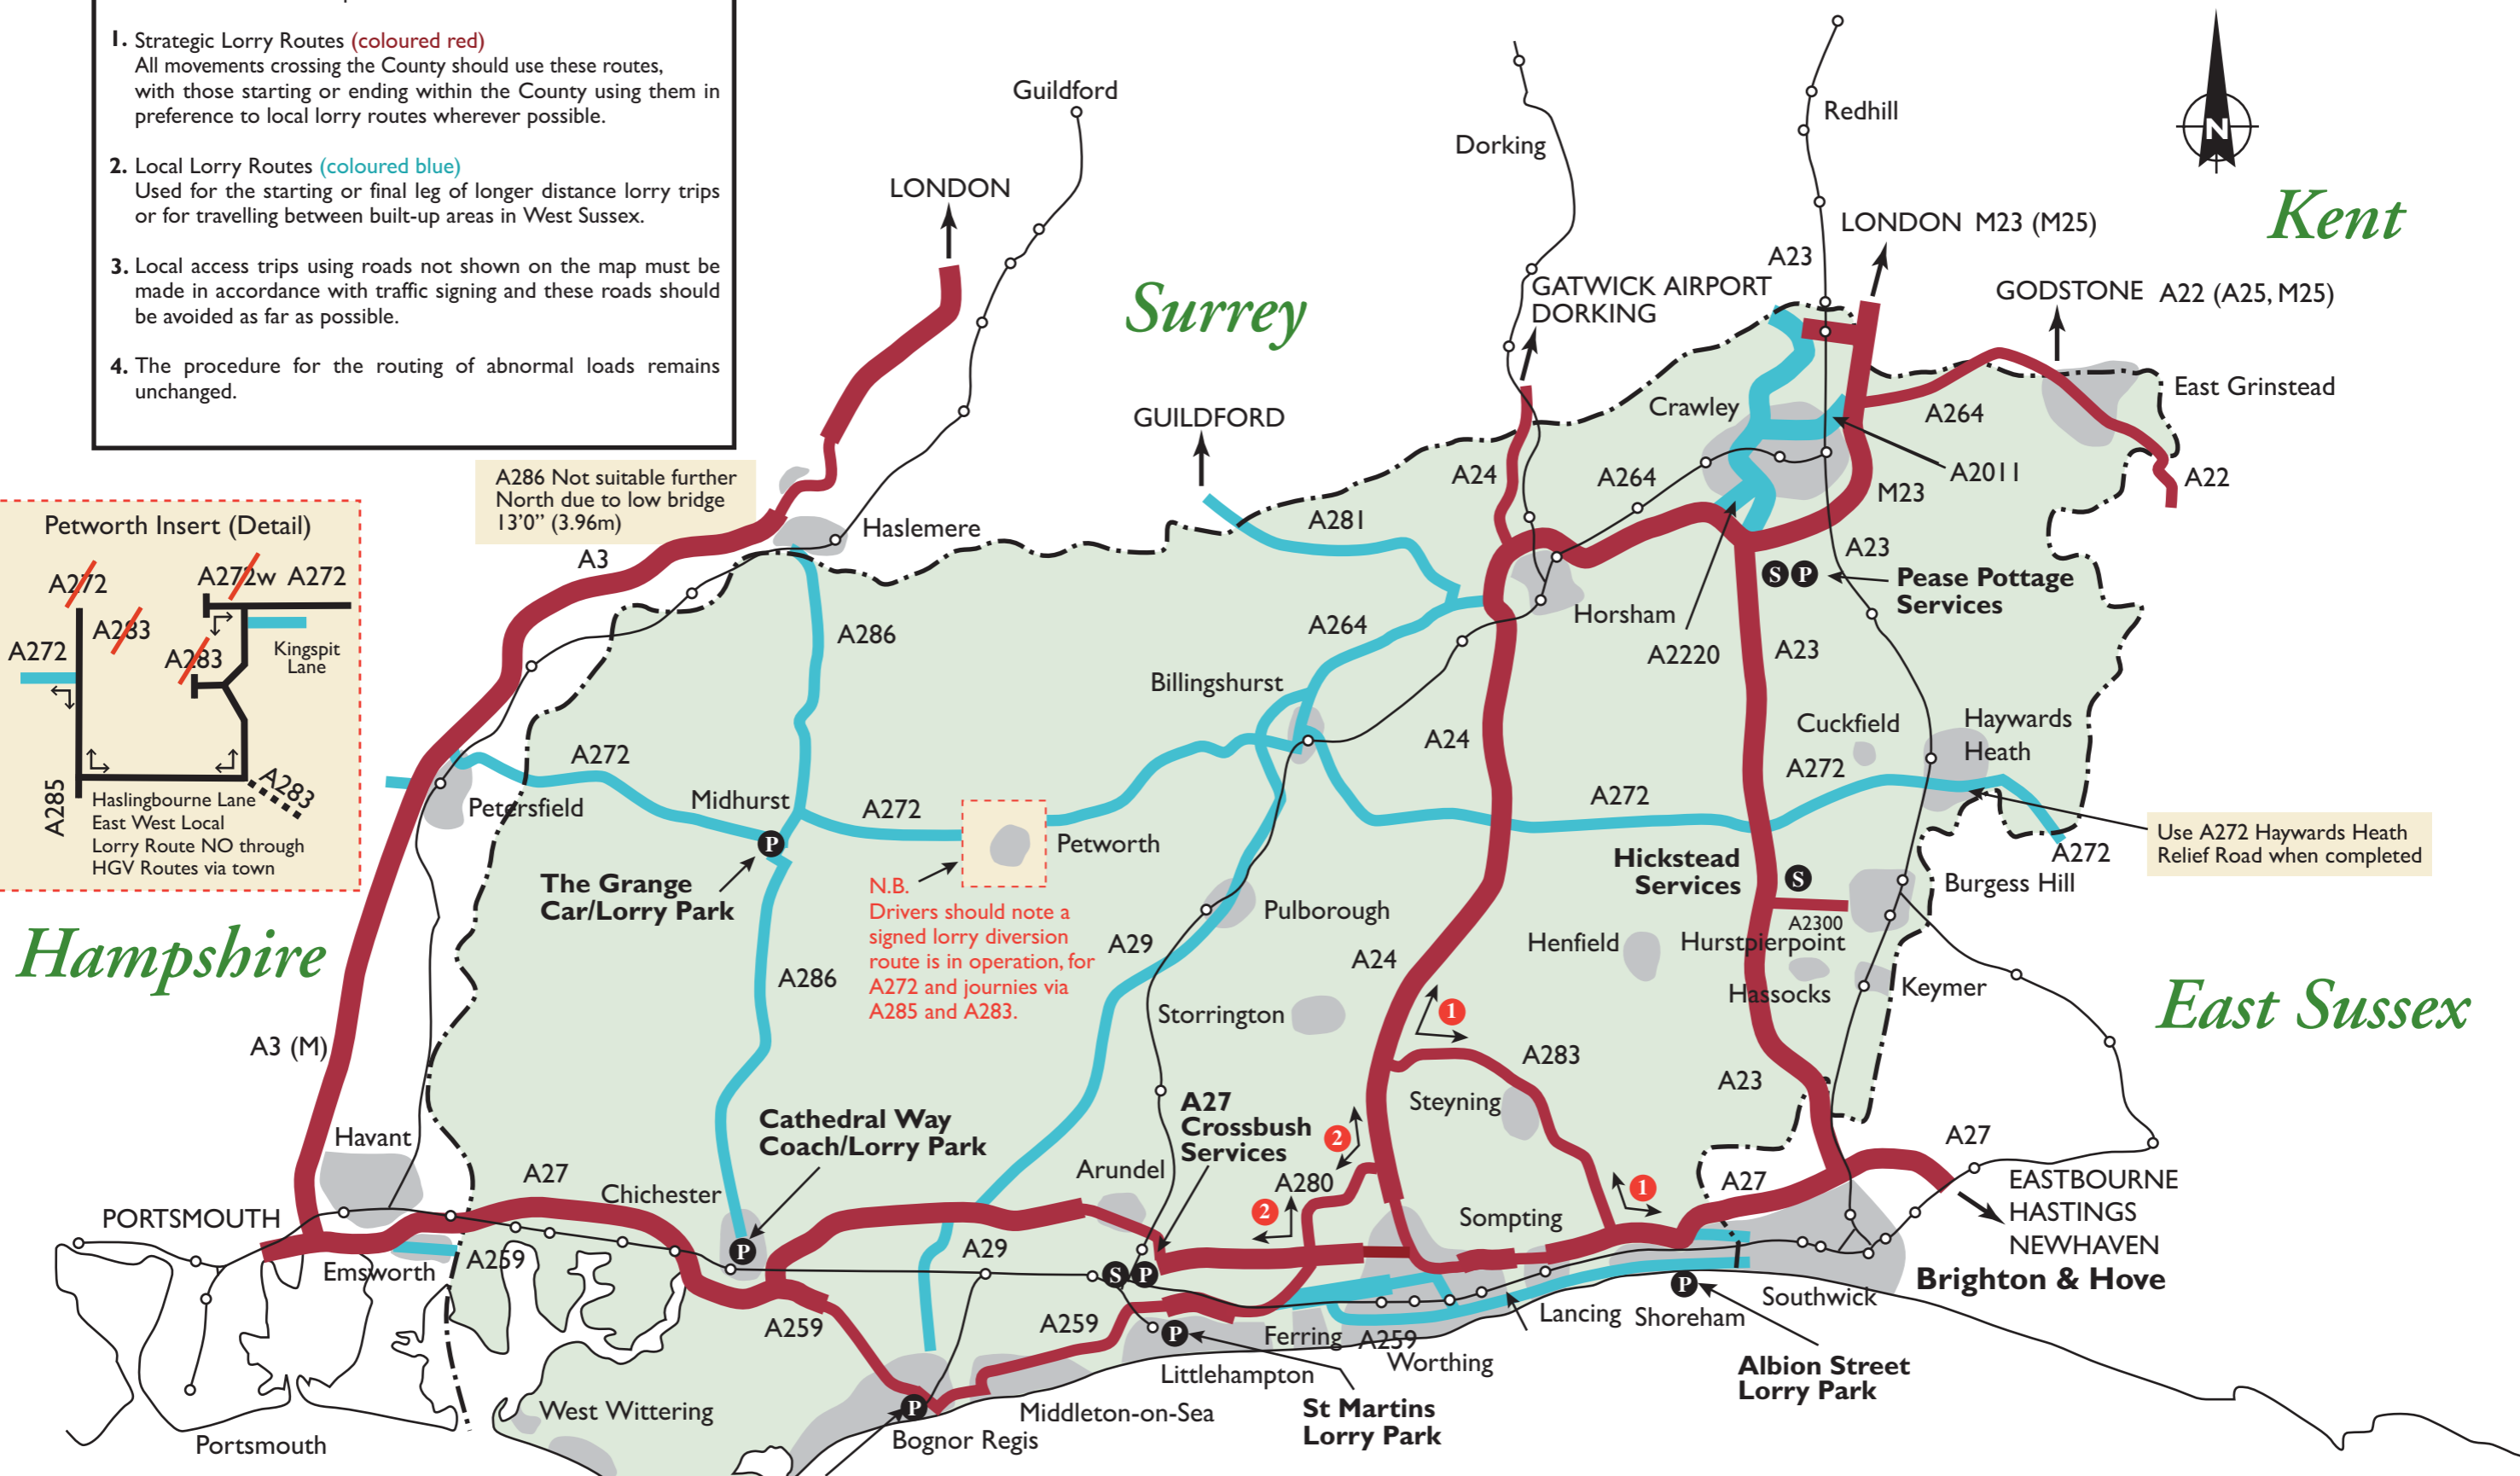 1. Strategic Lorry Routes (coloured red)
All movements crossing the County should use these routes,
with those starting or ending within the County using them in
preference to local lorry routes wherever possible.
2. Local Lorry Routes (coloured blue)
Used for the starting or final leg of longer distance lorry trips
or for travelling between built-up areas in West Sussex.
3. Local access trips using roads not shown on the map must be
made in accordance with traffic signing and these roads should
be avoided as far as possible.
4. The procedure for the routing of abnormal loads remains
unchanged.
Guildford
LONDON
Surrey
GUILDFORD
Dorking
Redhill
N
Kent
LONDON M23 (M25)
A23
GATWICK AIRPORT
DORKING
GODSTONE A22 (A25, M25)
East Grinstead
Crawley
A264
A2011
A22
M23
A24
A264
A281
A286 Not suitable further
North due to low bridge
13'0" (3.96m)
Haslemere
A3
Petworth Insert (Detail)
A272
A272w A272
A283
A272
A283
Kingspit
Lane
A285
A283
Haslingbourne Lane
East West Local
Lorry Route NO through
HGV Routes via town
A286
A264
Horsham
A2220
A23
S P
Pease Pottage
Services
A23
Billingshurst
A24
Cuckfield
Haywards
Heath
A272
A272
Petersfield
Midhurst
A272
A272
Petworth
P
The Grange
Car/Lorry Park
N.B.
Drivers should note a
signed lorry diversion
route is in operation, for
A272 and journies via
A285 and A283.
Use A272 Haywards Heath
Relief Road when completed
A272
Hickstead
Services
S
Burgess Hill
A2300
Hampshire
Pulborough
A29
Henfield
Hurstpierpoint
A24
A286
Hassocks
Keymer
East Sussex
Storrington
1
A3 (M)
A283
A23
Steyning
Cathedral Way
Coach/Lorry Park
A27
Crossbush
Services
2
Havant
A27
Chichester
Arundel
A280
2
1
A27
A27
EASTBOURNE
HASTINGS
NEWHAVEN
Brighton & Hove
PORTSMOUTH
Sompting
P
A29
Emsworth
A259
S P
A259
A259
P
Ferring
A259
Worthing
Lancing
Shoreham
P
Southwick
Littlehampton
Albion Street
Lorry Park
St Martins
Lorry Park
West Wittering
P
Middleton-on-Sea
Bognor Regis
Portsmouth